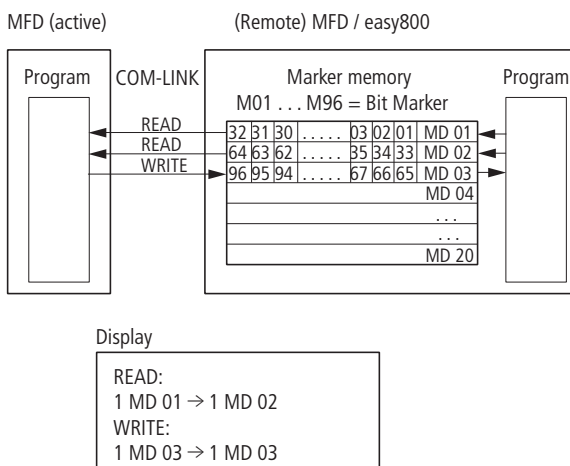 MFD (active)
(Remote) MFD / easy800
Program
COM-LINK
Marker memory
Program
M01 . . . M96 = Bit Marker
READ
READ
WRITE
32 31 30 . . . . . 03 02 01 MD 01
64 63 62 . . . . . 35 34 33 MD 02
96 95 94 . . . . . 67 66 65 MD 03
MD 04
. . .
. . .
MD 20
Display
READ:
1 MD 01 → 1 MD 02
WRITE:
1 MD 03 → 1 MD 03